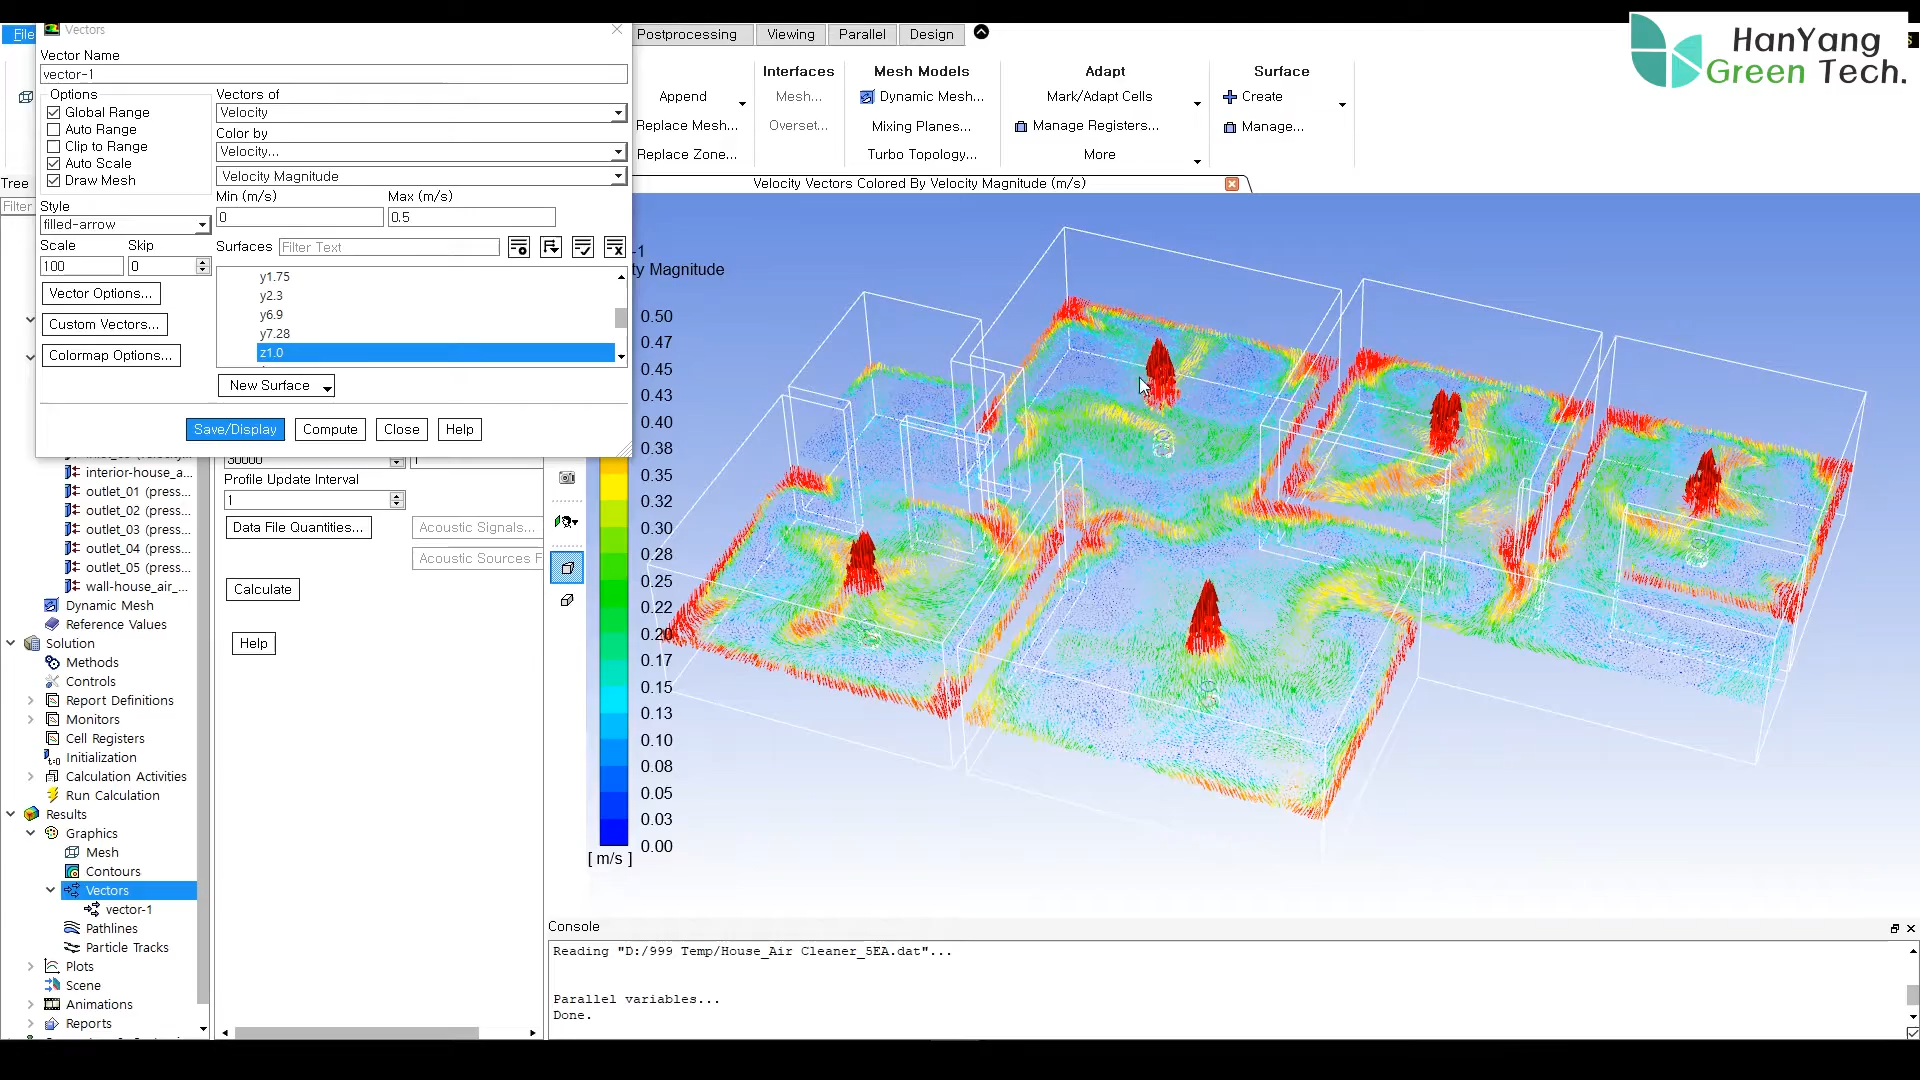 File
Vectors
Vector Name
vector-1
Options
Global Range
Auto Range
Clip to Range
Auto Scale
Draw Mesh
Style
filled-arrow
Scale
Skip
100
0
Vector Options...
Custom Vectors...
Colormap Options...
Vectors of
Velocity
Color by
Velocity...
Velocity Magnitude
Min (m/s)
Max (m/s)
0
0.5
Surfaces
Filter Text
y1.75
y2.3
y6.9
y7.28
z1.0
New Surface
Save/Display
Compute
Close
Help
Postprocessing
Viewing
Parallel
Design
Append
Replace Mesh...
Replace Zone...
Interfaces
Mesh...
Overset...
Mesh Models
Dynamic Mesh...
Mixing Planes...
Turbo Topology...
Adapt
Mark/Adapt Cells
Manage Registers...
More
Surface
Create
Manage...
HanYang
Green Tech.
Tree
Filter
interior-house_a...
outlet_01 (press...
outlet_02 (press...
outlet_03 (press...
outlet_04 (press...
outlet_05 (press...
wall-house_air_...
Dynamic Mesh
Reference Values
Solution
Methods
Controls
Report Definitions
Monitors
Cell Registers
Initialization
Calculation Activities
Run Calculation
Results
Graphics
Mesh
Contours
Vectors
vector-1
Pathlines
Particle Tracks
Plots
Scene
Animations
Reports
30000
1
Profile Update Interval
1
Data File Quantities...
Acoustic Signals...
Acoustic Sources F
Calculate
Help
Velocity Vectors Colored By Velocity Magnitude (m/s)
-1
ty Magnitude
0.50
0.47
0.45
0.43
0.40
0.38
0.35
0.32
0.30
0.28
0.25
0.22
0.20
0.17
0.15
0.13
0.10
0.08
0.05
0.03
0.00
[ m/s ]
Console
Reading "D:/999 Temp/House_Air Cleaner_5EA.dat"...
Parallel variables...
Done.